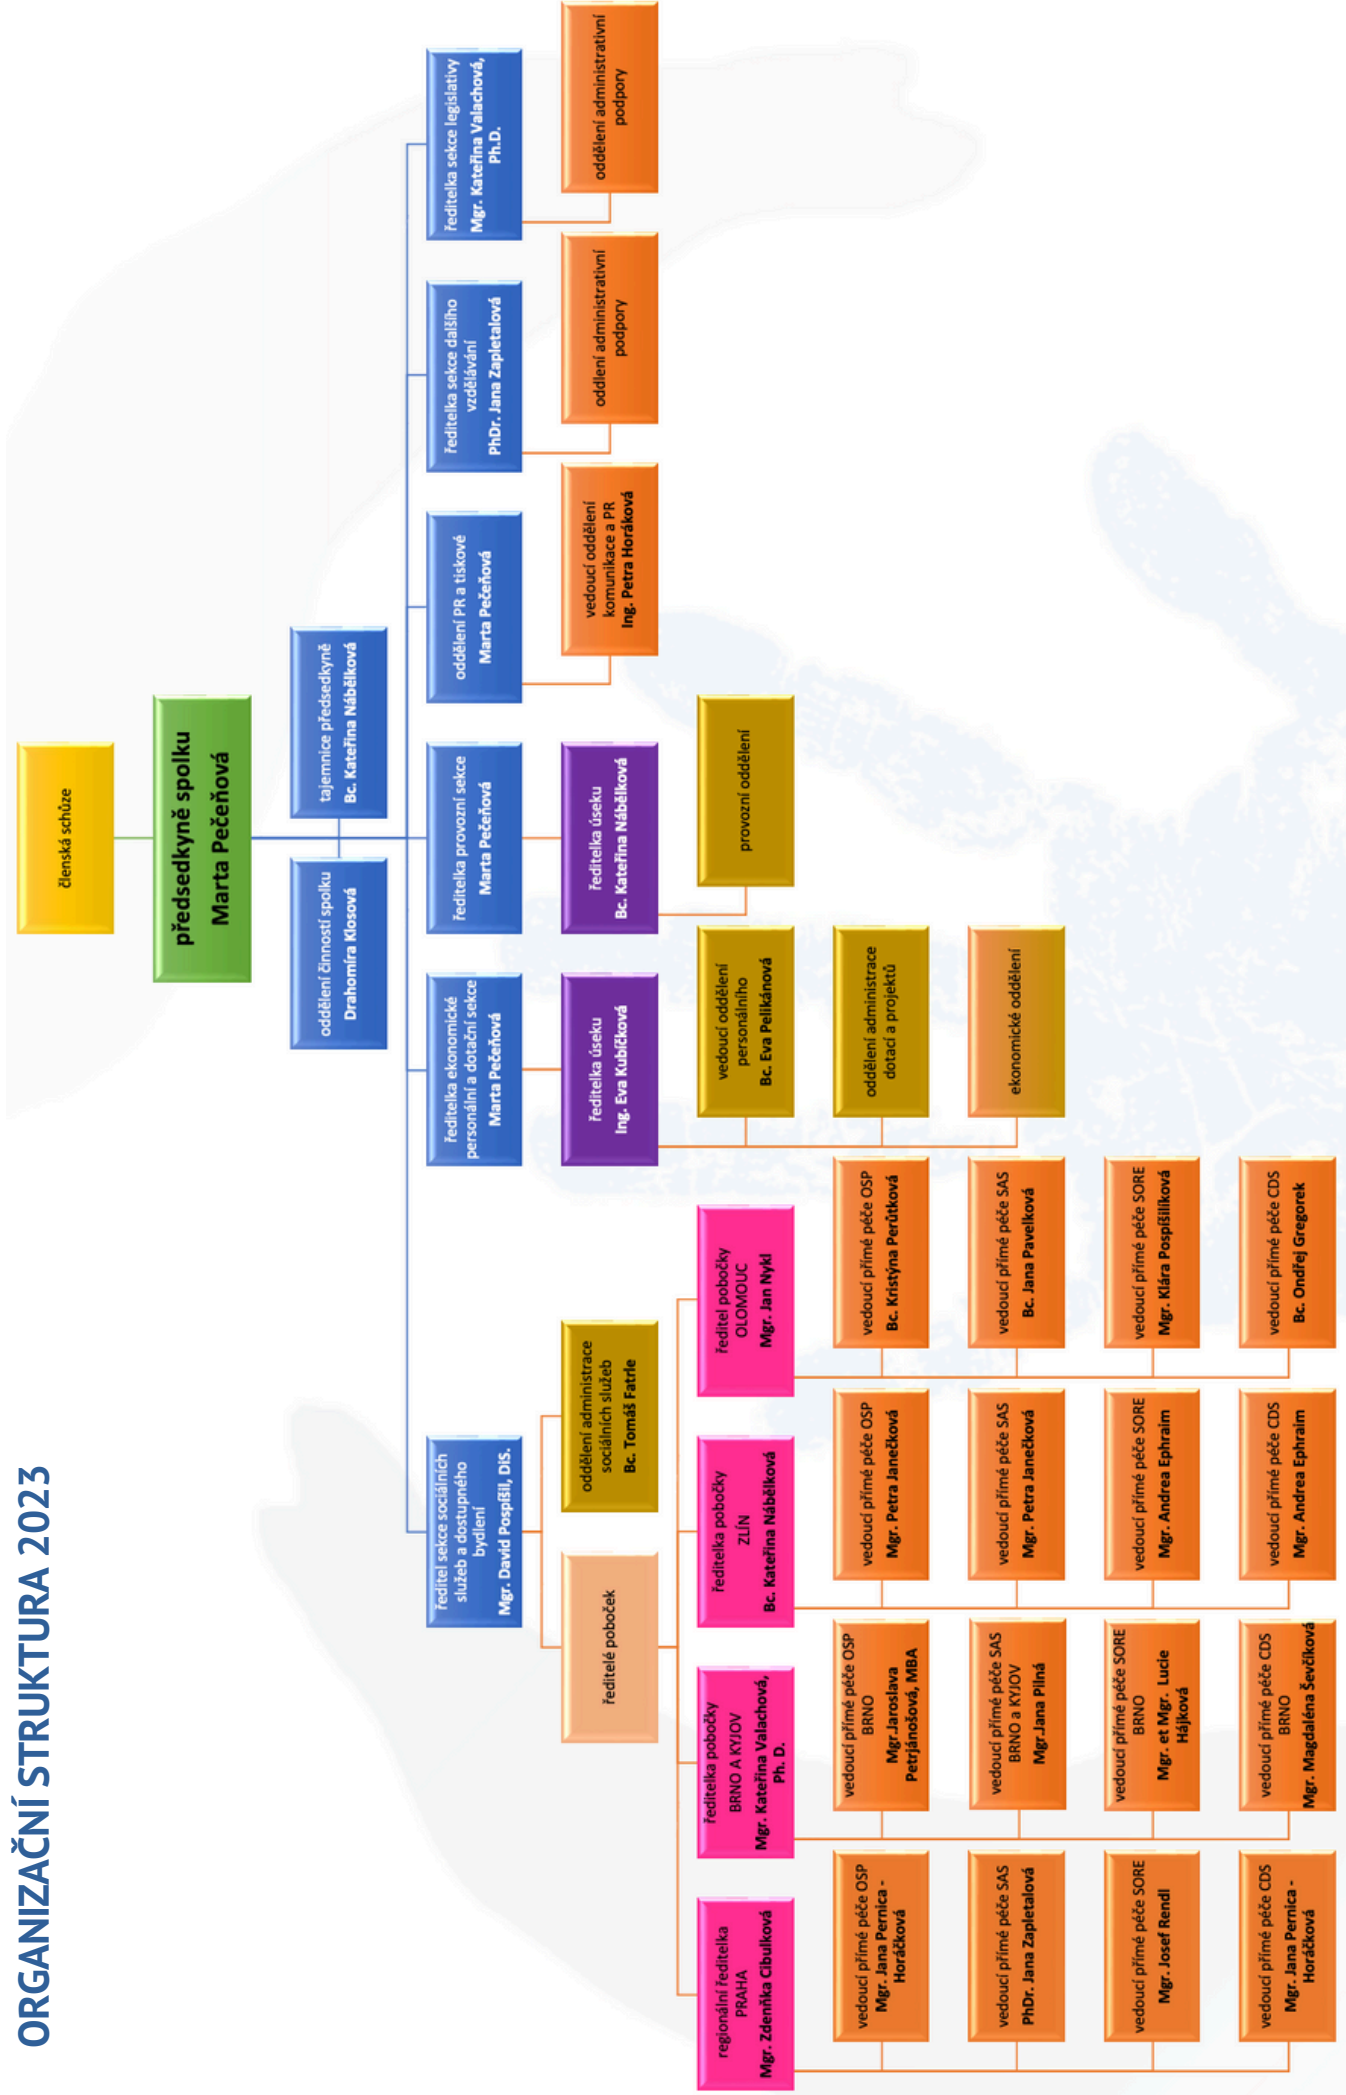 ORGANIZAČNÍ STRUKTURA 2023
členská schůze
předsedkyně spolku
Marta Pečeňová
oddělení činností spolku
Drahomíra Klosová
tajemnice předsedkyně
Bc. Kateřina Nábělková
ředitel sekce sociálních
služeb a dostupného
bydlení
Mgr. David Pospíšil, DiS.
ředitelka ekonomické
personální a dotační sekce
Marta Pečeňová
ředitelka provozní sekce
Marta Pečeňová
oddělení PR a tiskové
Marta Pečeňová
ředitelka sekce dalšího
vzdělávání
PhDr. Jana Zapletalová
ředitelka sekce legislativy
Mgr. Kateřina Valachová,
Ph.D.
ředitelé poboček
oddělení administrace
sociálních služeb
Bc. Tomáš Fatrle
ředitelka úseku
Ing. Eva Kubíčková
ředitelka úseku
Bc. Kateřina Nábělková
vedoucí oddělení
komunikace a PR
Ing. Petra Horáková
oddlení administrativní
podpory
oddělení administrativní
podpory
regionální ředitelka
PRAHA
Mgr. Zdenňka Cibulková
ředitelka pobočky
BRNO A KYJOV
Mgr. Kateřina Valachová,
Ph. D.
ředitelka pobočky
ZLÍN
Bc. Kateřina Nábělková
ředitel pobočky
OLOMOUC
Mgr. Jan Nykl
vedoucí oddělení
personálního
Bc. Eva Pelikánová
provozní oddělení
vedoucí přímé péče OSP
Mgr. Jana Pernica -
Horáčková
vedoucí přímé péče OSP
BRNO
Mgr.Jaroslava
Petrjánošová, MBA
vedoucí přímé péče OSP
Mgr. Petra Janečková
vedoucí přímé péče OSP
Bc. Kristýna Perůtková
oddělení administrace
dotací a projektů
vedoucí přímé péče SAS
PhDr. Jana Zapletalová
vedoucí přímé péče SAS
BRNO a KYJOV
Mgr.Jana Pilná
vedoucí přímé péče SAS
Mgr. Petra Janečková
vedoucí přímé péče SAS
Bc. Jana Pavelková
ekonomické oddělení
vedoucí přímé péče SORE
Mgr. Josef Rendl
vedoucí přímé péče SORE
BRNO
Mgr. et Mgr. Lucie
Hájková
vedoucí přímé péče SORE
Mgr. Andrea Ephraim
vedoucí přímé péče SORE
Mgr. Klára Pospíšilíková
vedoucí přímé péče CDS
Mgr. Jana Pernica -
Horáčková
vedoucí přímé péče CDS
BRNO
Mgr. Magdaléna Ševčíková
vedoucí přímé péče CDS
Mgr. Andrea Ephraim
vedoucí přímé péče CDS
Bc. Ondřej Gregorek